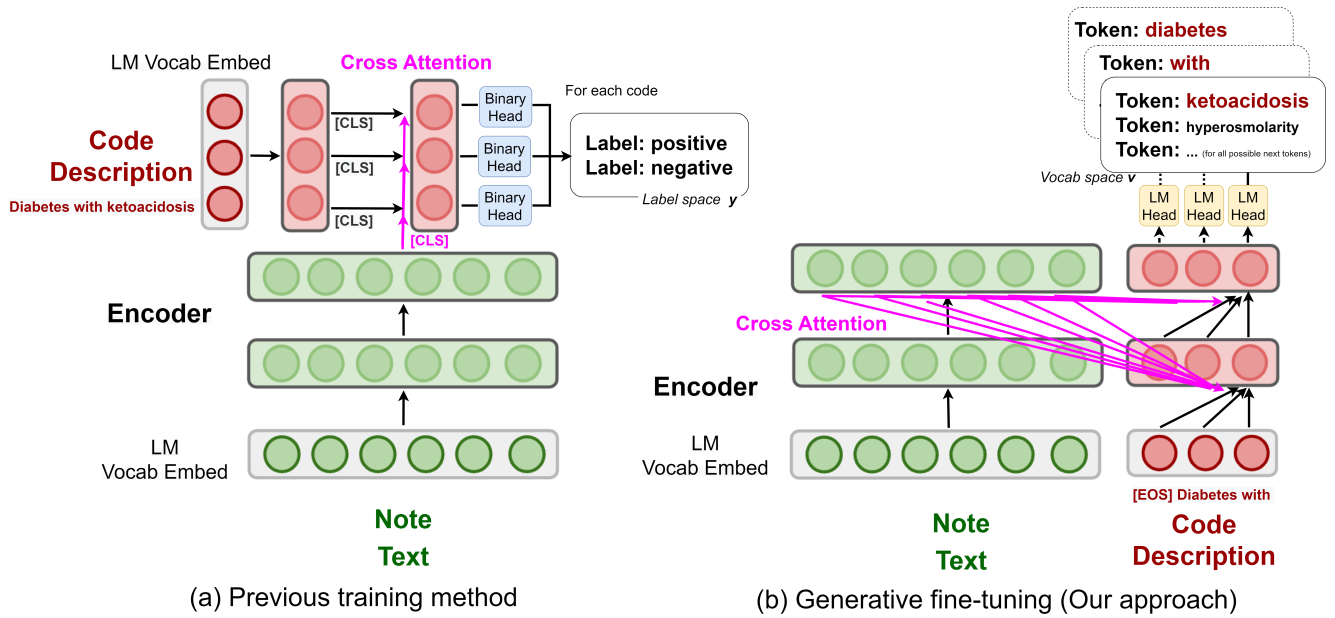 LM Vocab Embed
Cross Attention
Code
Description
Diabetes with ketoacidosis
[CLS]
[CLS]
[CLS]
[CLS]
Binary
Head
Binary
Head
Binary
Head
For each code
Label: positive
Label: negative
Label space y
Encoder
LM
Vocab Embed
Note
Text
(a) Previous training method
Token: diabetes
Token: with
Token: ketoacidosis
Token: hyperosmolarity
Token: ... (for all possible next tokens)
Vocab space v
LM
Head
LM
Head
LM
Head
Cross Attention
Encoder
LM
Vocab Embed
[EOS] Diabetes with
Note
Text
Code
Description
(b) Generative fine-tuning (Our approach)